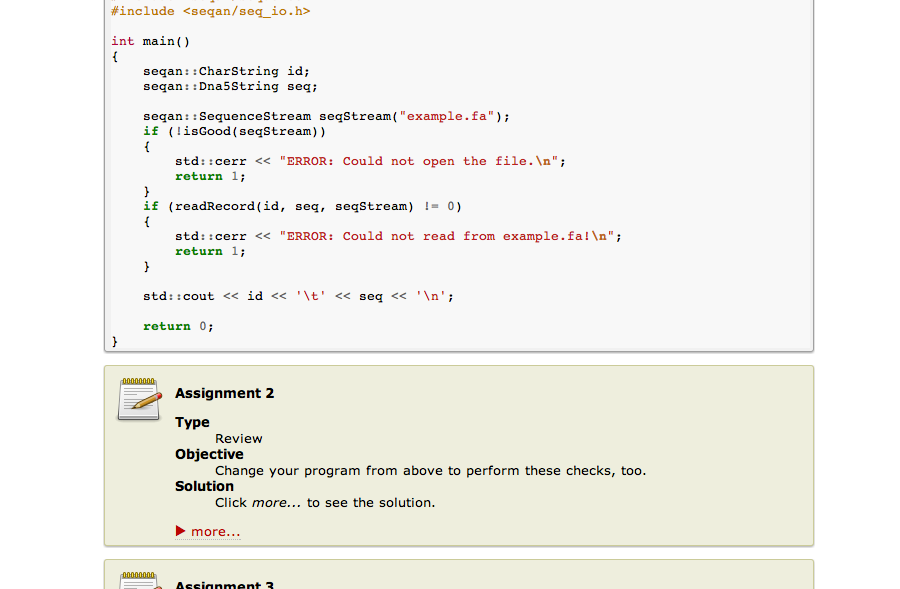 #include <seqan/seq_io.h>
int main()
{
    seqan::CharString id;
    seqan::Dna5String seq;
    seqan::SequenceStream seqStream("example.fa");
    if (!isGood(seqStream))
    {
        std::cerr << "ERROR: Could not open the file.\n";
        return 1;
    }
    if (readRecord(id, seq, seqStream) != 0)
    {
        std::cerr << "ERROR: Could not read from example.fa!\n";
        return 1;
    }
    std::cout << id << '\t' << seq << '\n';
    return 0;
}
Assignment 2
Type
Review
Objective
Change your program from above to perform these checks, too.
Solution
Click more... to see the solution.
more...
Assignment 3